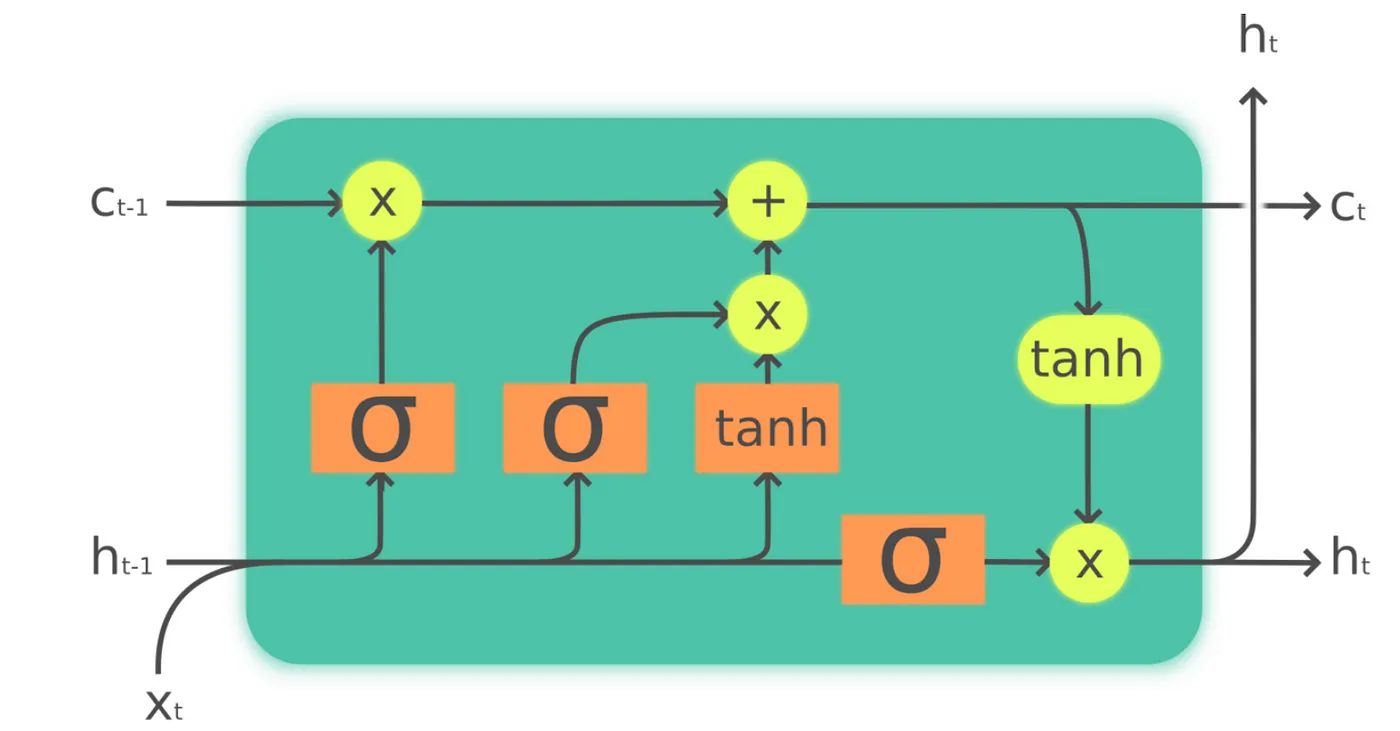 ht
ct-1
x
+
ct
x
tanh
σ
σ
tanh
ht-1
σ
x
ht
xt